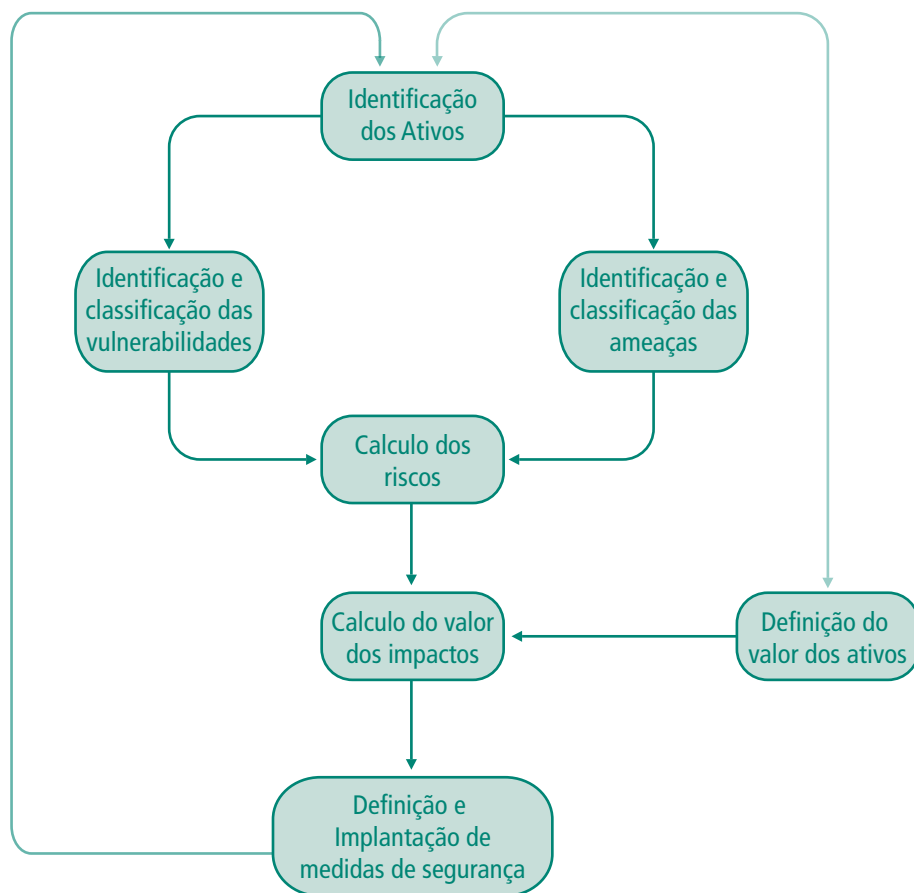 Identificação
dos Ativos
Identificação e
classificação das
vulnerabilidades
Identificação e
classificação das
ameaças
Calculo dos
riscos
Calculo do valor
dos impactos
Definição do
valor dos ativos
Definição e
Implantação de
medidas de segurança